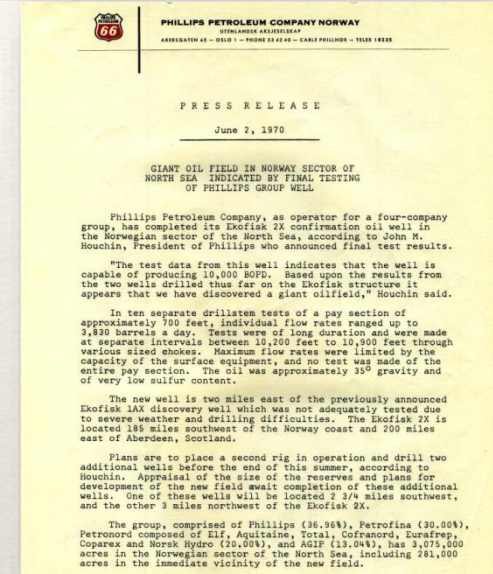 PHILLIPS
PETROLEUM
66
PHILLIPS PETROLEUM COMPANY NORWAY
UTENLANDSK AKSJESELSKAP
AKERSGATEN 45 — OSLO 1 — PHONE 33 42 40 — CABLE PHILLNOR — TELEX 18235
PRESS RELEASE
June 2, 1970
GIANT OIL FIELD IN NORWAY SECTOR OF
NORTH SEA INDICATED BY FINAL TESTING
OF PHILLIPS GROUP WELL
Phillips Petroleum Company, as operator for a four-company
group, has completed its Ekofisk 2X confirmation oil well in
the Norwegian sector of the North Sea, according to John M.
Houchin, President of Phillips who announced final test results.
"The test data from this well indicates that the well is
capable of producing 10,000 BOPD. Based upon the results from
the two wells drilled thus far on the Ekofisk structure it
appears that we have discovered a giant oilfield," Houchin said.
In ten separate drillstem tests of a pay section of
approximately 700 feet, individual flow rates ranged up to
3,830 barrels a day. Tests were of long duration and were made
at separate intervals between 10,200 feet to 10,900 feet through
various sized chokes. Maximum flow rates were limited by the
capacity of the surface equipment, and no test was made of the
entire pay section. The oil was approximately 35° gravity and
of very low sulfur content.
The new well is two miles east of the previously announced
Ekofisk 1AX discovery well which was not adequately tested due
to severe weather and drilling difficulties. The Ekofisk 2X is
located 185 miles southwest of the Norway coast and 200 miles
east of Aberdeen, Scotland.
Plans are to place a second rig in operation and drill two
additional wells before the end of this summer, according to
Houchin. Appraisal of the size of the reserves and plans for
development of the new field await completion of these additional
wells. One of these wells will be located 2 3/4 miles southwest,
and the other 3 miles northwest of the Ekofisk 2X.
The group, comprised of Phillips (36.96%), Petrofina (30.00%),
Petronord composed of Elf, Aquitaine, Total, Cofranord, Eurafrep,
Coparex and Norsk Hydro (20.00%), and AGIP (13.04%), has 3,075,000
acres in the Norwegian sector of the North Sea, including 281,000
acres in the immediate vicinity of the new field.